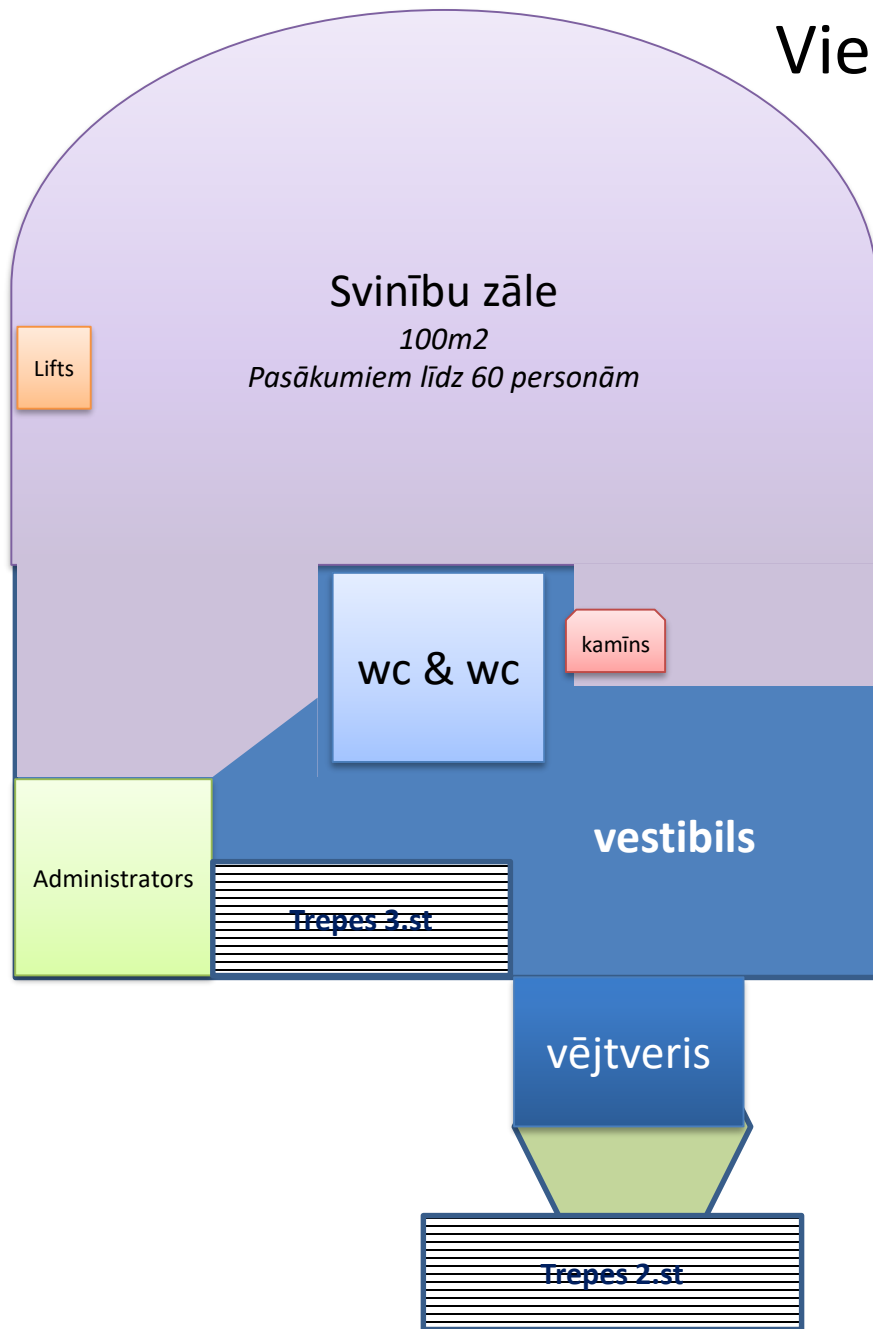 Vie
Svinību zāle
100m2
Pasākumiem līdz 60 personām
Lifts
kamīns
wc & wc
vestibils
Administrators
Trepes 3.st
vējtveris
Trepes 2.st